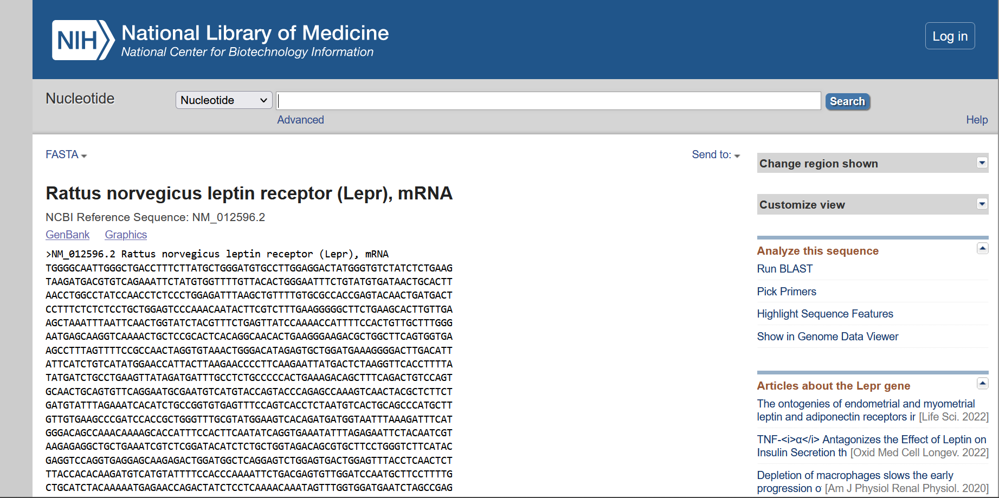 NIH National Library of Medicine
National Center for Biotechnology Information
Log in
Nucleotide
Nucleotide
Search
Advanced
Help
FASTA
Send to:
Rattus norvegicus leptin receptor (Lepr), mRNA
NCBI Reference Sequence: NM_012596.2
GenBank Graphics
>NM_012596.2 Rattus norvegicus leptin receptor (Lepr), mRNA
TGGGGCAATTGGGCTGACCTTTCTTATGCTGGGATGTGCCTTGGAGGACTATGGGTGTCTATCTCTGAAG
TAAGATGACGTGTCAGAAATTCTATGTGGTTTTGTTACACTGGGAATTTCTGTATGTGATAACTGCACTT
AACCTGGCCTATCCAACCTCTCCCTGGAGATTTAAGCTGTTTTGTGCGCCACCGAGTACAACTGATGACT
CCTTTCTCTCTCCTGCTGGAGTCCCAAACAATACTTCGTCTTTGAAGGGGGCTTCTGAAGCACTTGTTGA
AGCTAAATTTAATTCAACTGGTATCTACGTTTCTGAGTTATCCAAAACCATTTTCCACTGTTGCTTTGGG
AATGAGCAAGGTCAAAACTGCTCCGCACTCACAGGCAACACTGAAGGGAAGACGCTGGCTTCAGTGGTGA
AGCCTTTAGTTTTCCGCCAACTAGGTGTAAACTGGGACATAGAGTGCTGGATGAAAGGGGACTTGACATT
ATTCATCTGTCATATGGAACCATTACTTAAGAACCCCTTCAAGAATTATGACTCTAAGGTTCACCTTTTA
TATGATCTGCCTGAAGTTATAGATGATTTGCCTCTGCCCCCACTGAAAGACAGCTTTCAGACTGTCCAGT
GCAACTGCAGTGTTCAGGAATGCGAATGTCATGTACCAGTACCCAGAGCCAAAGTCAACTACGCTCTTCT
GATGTATTTAGAAATCACATCTGCCGGTGTGAGTTTCCAGTCACCTCTAATGTCACTGCAGCCCATGCTT
GTTGTGAAGCCCGATCCACCGCTGGGTTTGCGTATGGAAGTCACAGATGATGGTAATTTAAAGATTTCAT
GGGACAGCCAAACAAAAGCACCATTTCCACTTCAATATCAGGTGAAATATTTAGAGAATTCTACAATCGT
AAGAGAGGCTGCTGAAATCGTCTCGGATACATCTCTGCTGGTAGACAGCGTGCTTCCTGGGTCTTCATAC
GAGGTCCAGGTGAGGAGCAAGAGACTGGATGGCTCAGGAGTCTGGAGTGACTGGAGTTTACCTCAACTCT
TTACCACACAAGATGTCATGTATTTTCCACCCAAAATTCTGACGAGTGTTGGATCCAATGCTTCCTTTTG
CTGCATCTACAAAAATGAGAACCAGACTATCTCCTCAAAACAAATAGTTTGGTGGATGAATCTAGCCGAG
Change region shown
Customize view
Analyze this sequence
Run BLAST
Pick Primers
Highlight Sequence Features
Show in Genome Data Viewer
Articles about the Lepr gene
The ontogenies of endometrial and myometrial
leptin and adiponectin receptors ir [Life Sci. 2022]
TNF-<i>α</i> Antagonizes the Effect of Leptin on
Insulin Secretion th [Oxid Med Cell Longev. 2022]
Depletion of macrophages slows the early
progression o [Am J Physiol Renal Physiol. 2020]